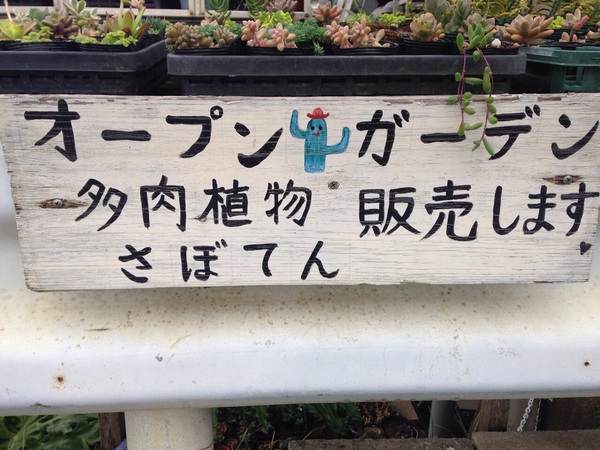 オープンガーデン
多肉植物 販売します
さぼてん